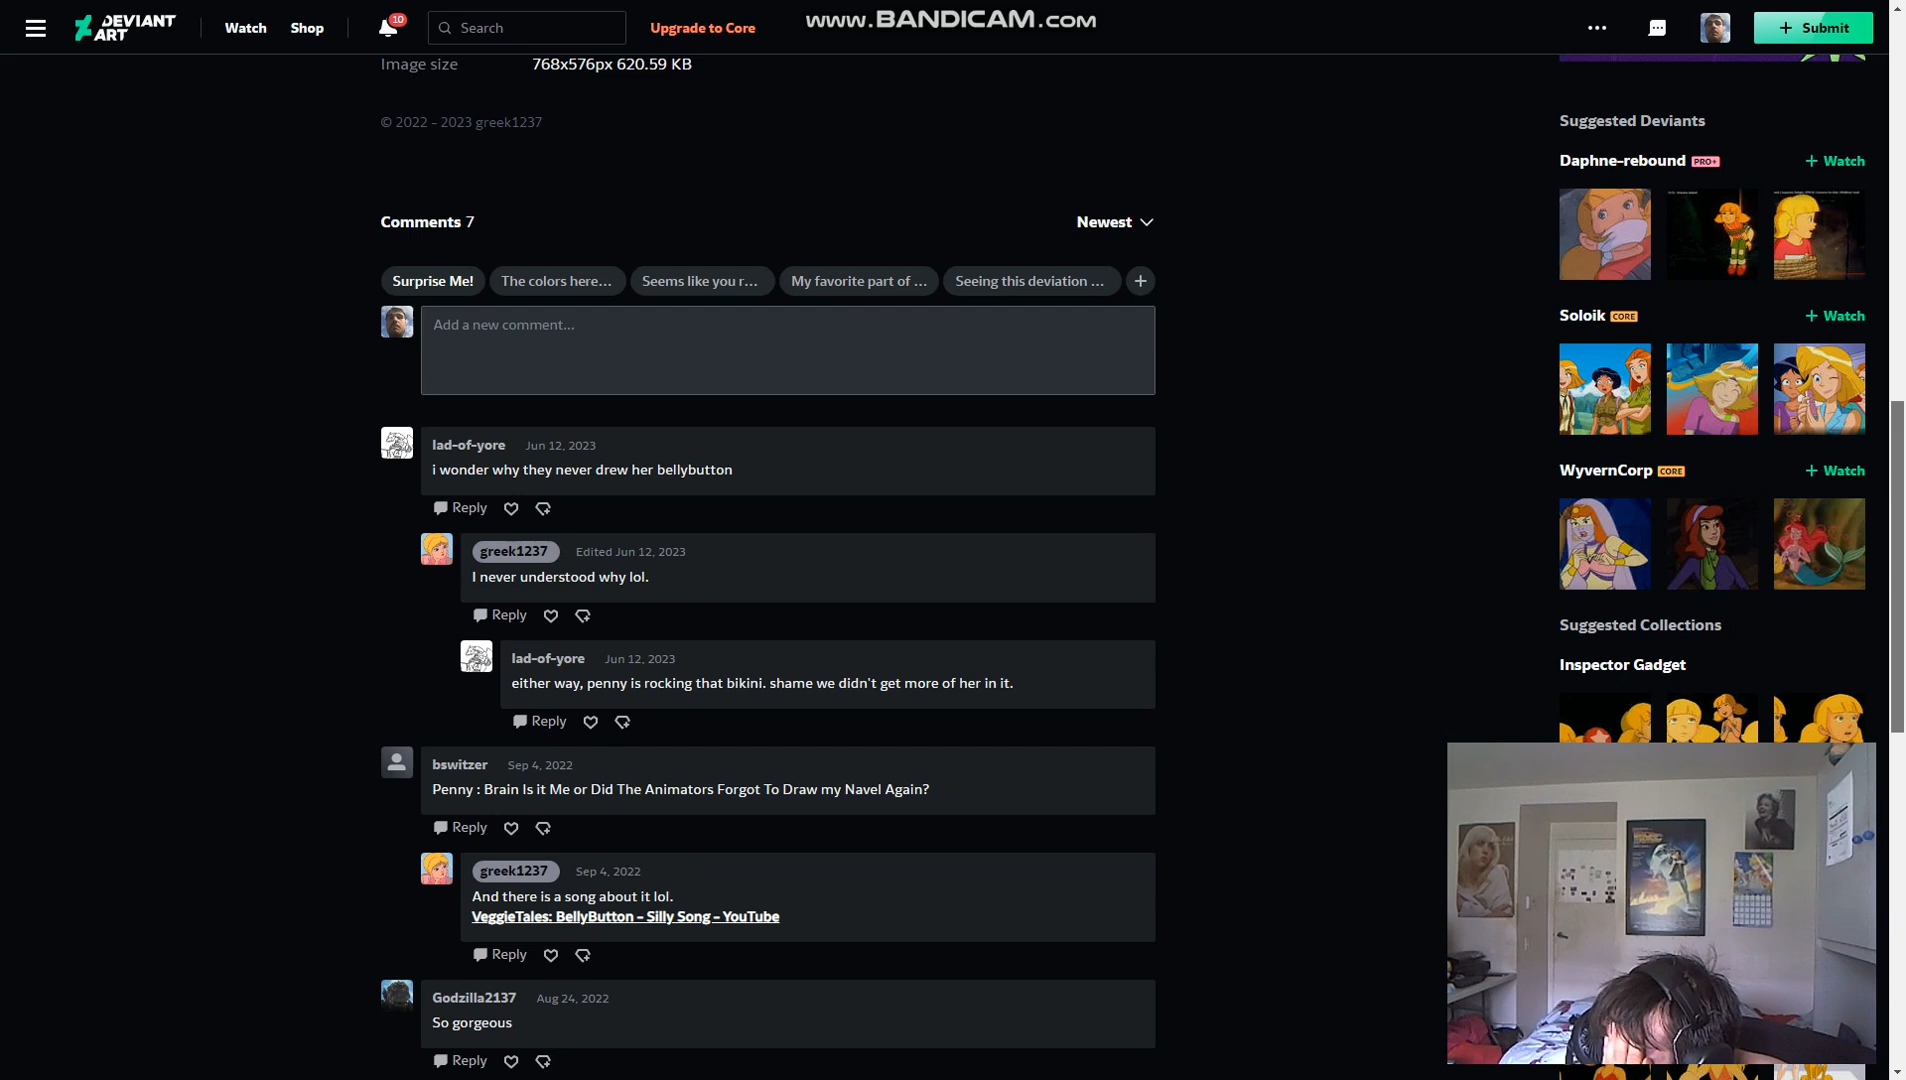 DEVIANT ART
Watch
Shop
10
Search
Upgrade to Core
www.BANDICAM.com
Submit
Image size 768x576px 620.59 KB
© 2022 - 2023 greek1237
Comments 7
Newest
Surprise Me!
The colors here...
Seems like you r...
My favorite part of ...
Seeing this deviation ...
Add a new comment...
lad-of-yore Jun 12, 2023
i wonder why they never drew her bellybutton
Reply
greek1237 Edited Jun 12, 2023
I never understood why lol.
Reply
lad-of-yore Jun 12, 2023
either way, penny is rocking that bikini. shame we didn't get more of her in it.
Reply
bswitzer Sep 4, 2022
Penny : Brain Is it Me or Did The Animators Forgot To Draw my Navel Again?
Reply
greek1237 Sep 4, 2022
And there is a song about it lol.
VeggieTales: BellyButton - Silly Song - YouTube
Reply
Godzilla2137 Aug 24, 2022
So gorgeous
Reply
Suggested Deviants
Daphne-rebound PRO+
+ Watch
Soloik CORE
+ Watch
WyvernCorp CORE
+ Watch
Suggested Collections
Inspector Gadget